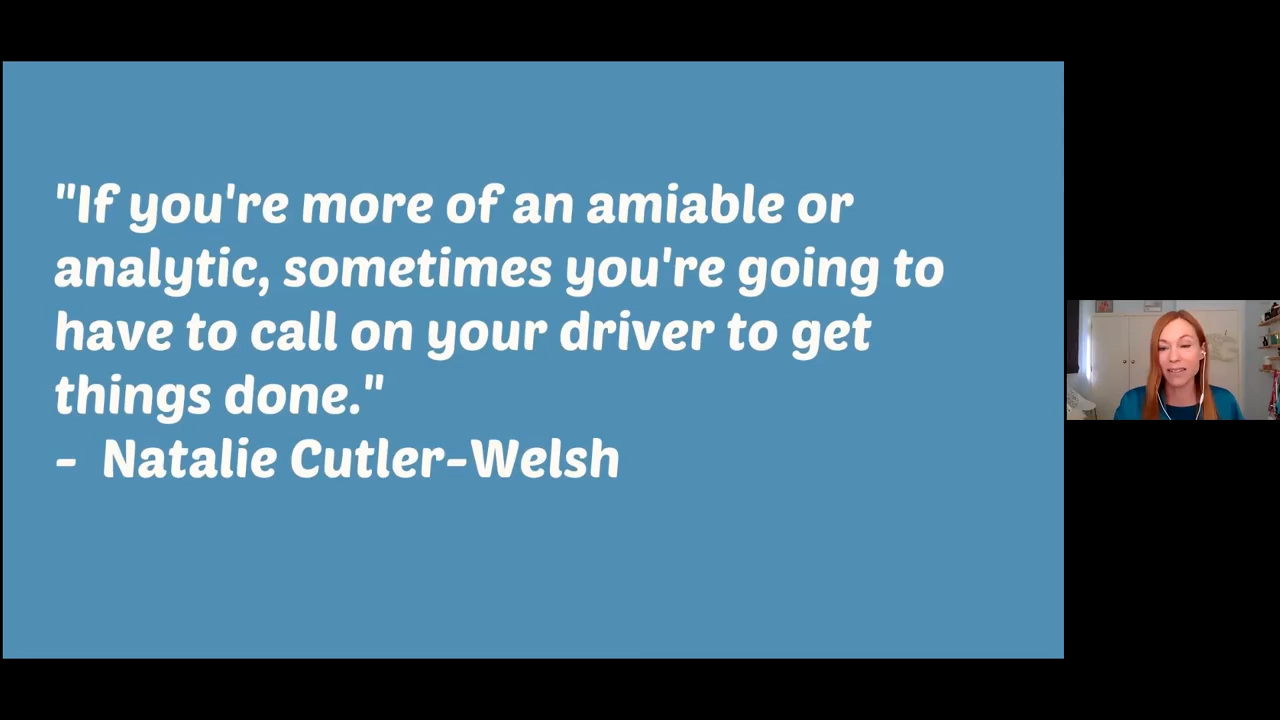 "If you're more of an amiable or
analytic, sometimes you're going to
have to call on your driver to get
things done."
- Natalie Cutler-Welsh